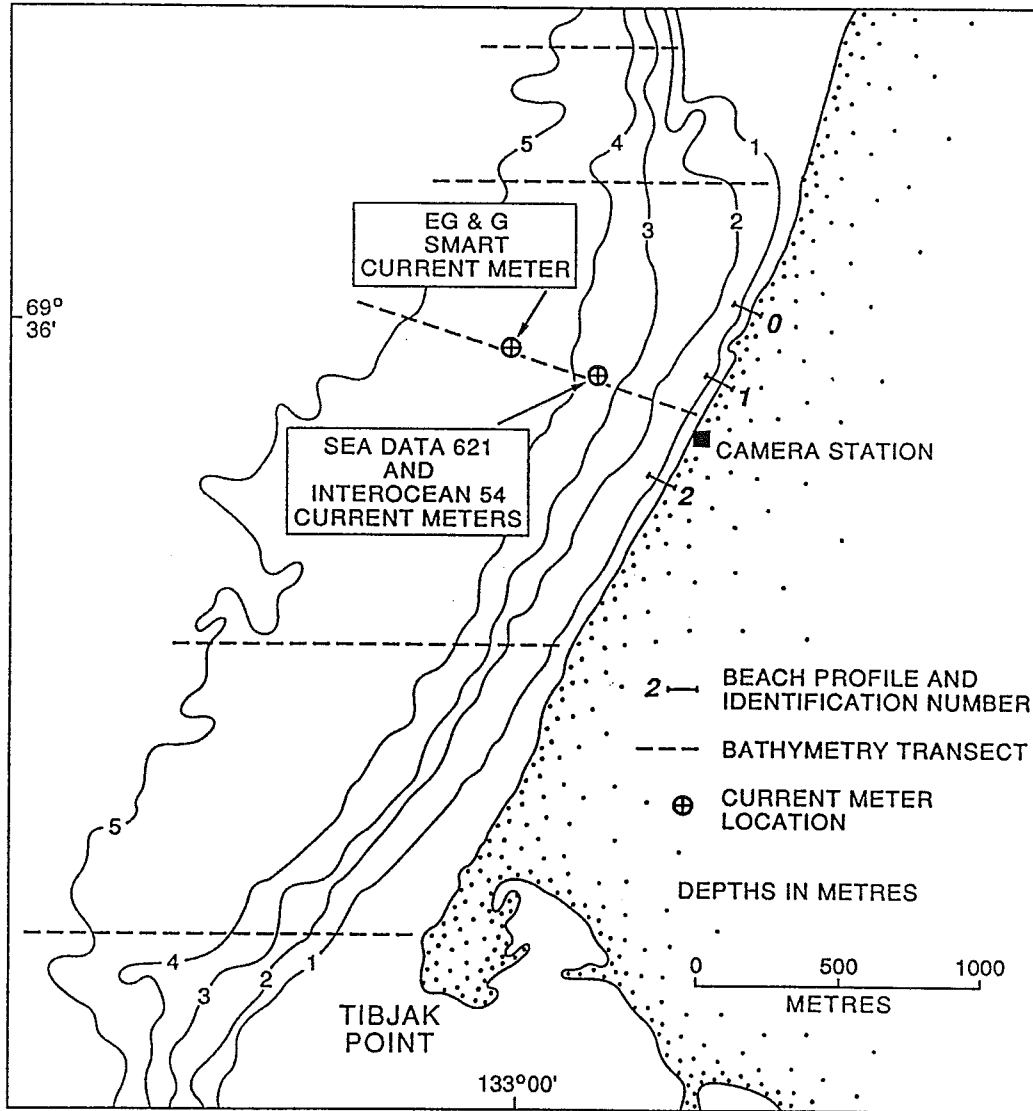 5
4
1
3
2
EG & G
SMART
CURRENT METER
69°
36'
0
1
CAMERA STATION
SEA DATA 621
AND
INTEROCEAN 54
CURRENT METERS
2
2 BEACH PROFILE AND
IDENTIFICATION NUMBER
BATHYMETRY TRANSECT
CURRENT METER
LOCATION
5
DEPTHS IN METRES
4
3
2
1
0 500 1000
METRES
TIBJAK
POINT
133°00'